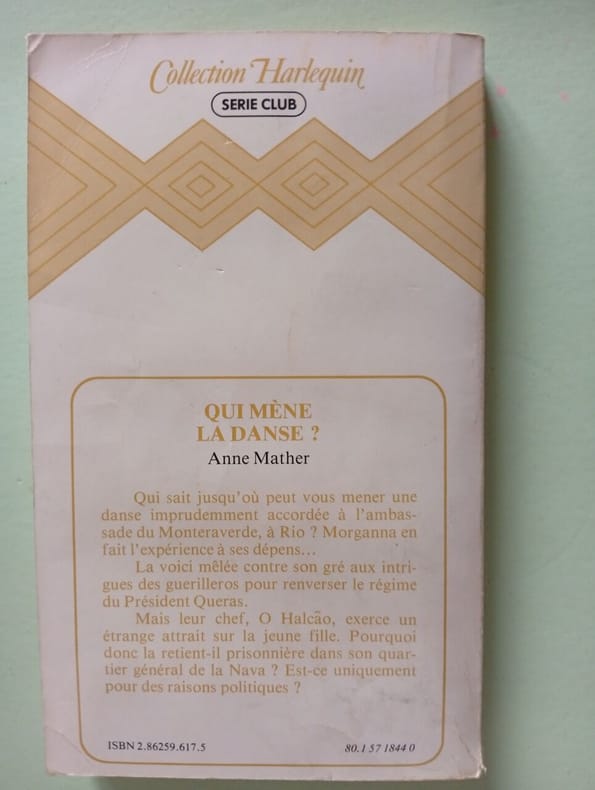 Collection Harlequin
SERIE CLUB
QUI MÈNE
LA DANSE ?
Anne Mather
Qui sait jusqu'où peut vous mener une
danse imprudemment accordée à l'ambas-
sade du Monteraverde, à Rio ? Morganna en
fait l'expérience à ses dépens...
La voici mêlée contre son gré aux intri-
gues des guerilleros pour renverser le régime
du Président Queras.
Mais leur chef, O Halcão, exerce un
étrange attrait sur la jeune fille. Pourquoi
donc la retient-il prisonnière dans son quar-
tier général de la Nava ? Est-ce uniquement
pour des raisons politiques ?
ISBN 2.86259.617.5
80.1 57 1844 0